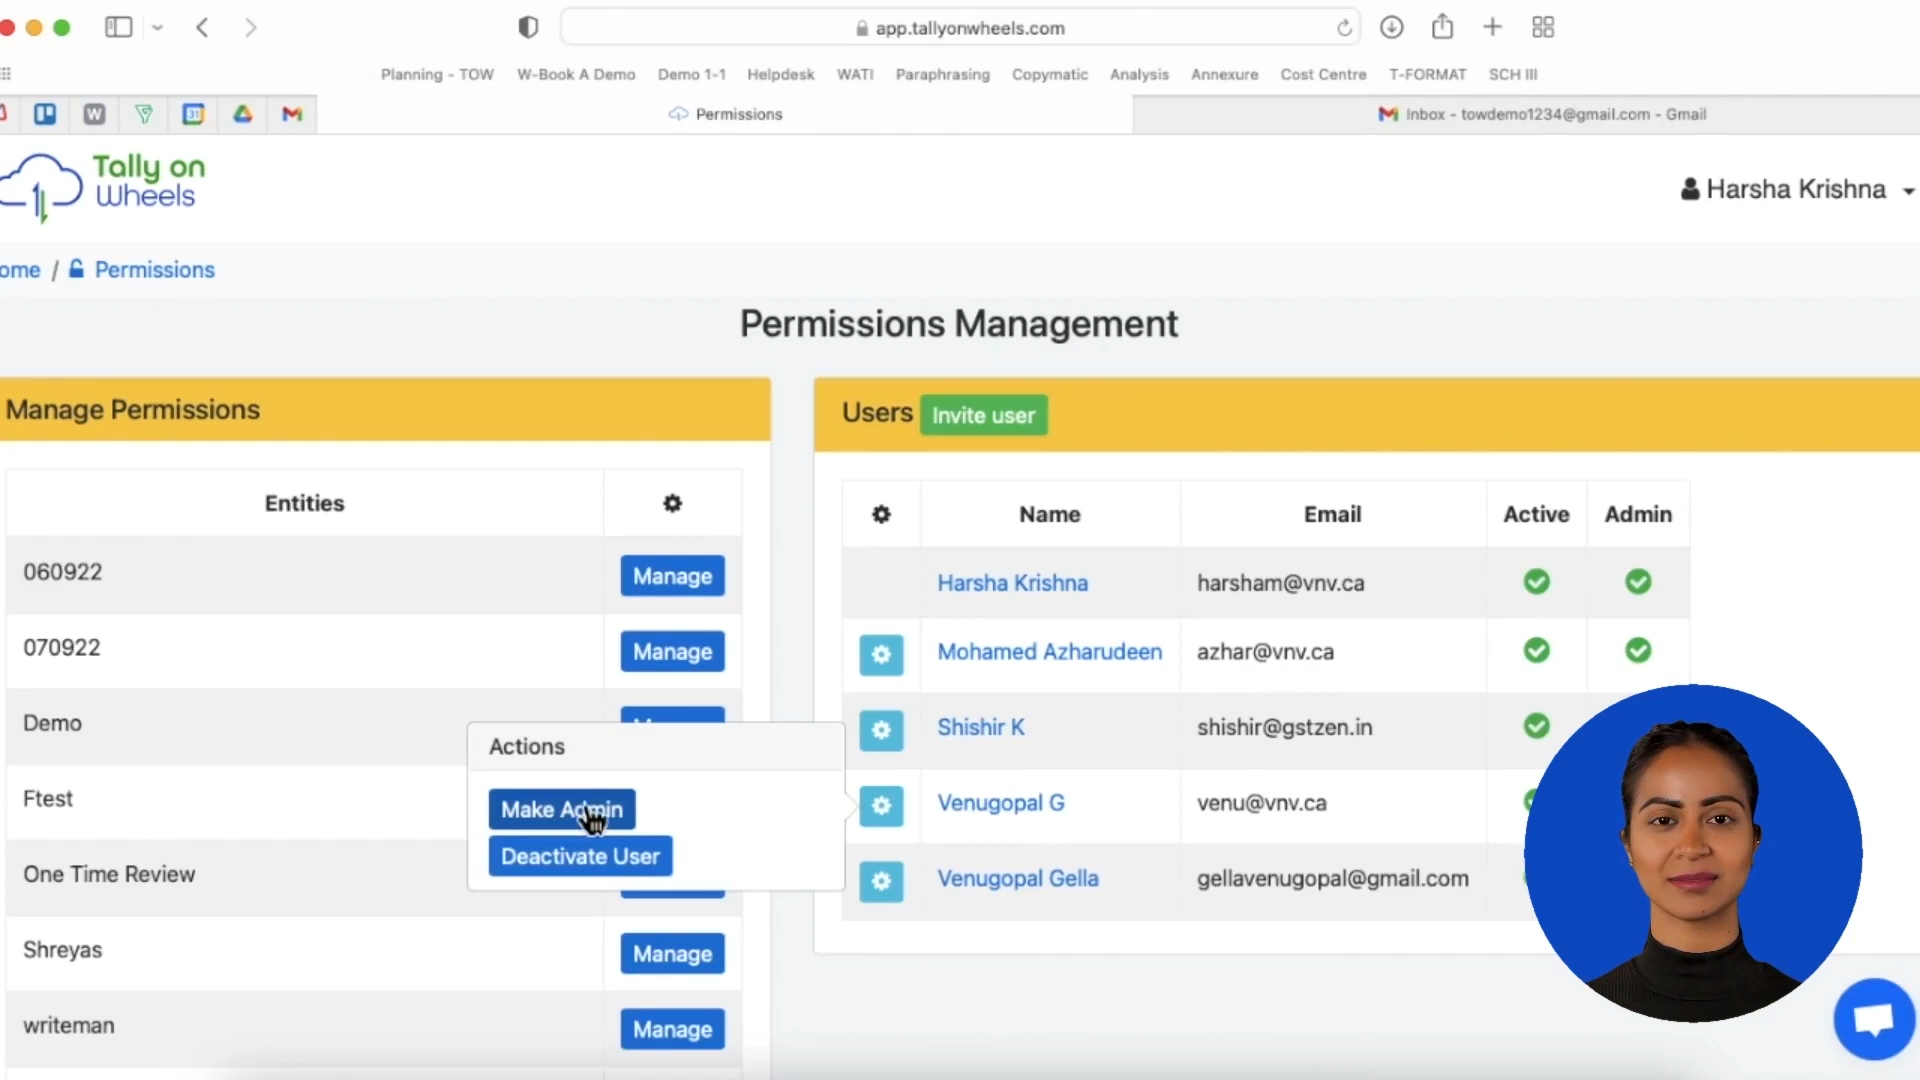 app.tallyonwheels.com
Planning - TOW W-Book A Demo Demo 1-1 Helpdesk WATI Paraphrasing Copymatic Analysis Annexure Cost Centre T-FORMAT SCH III
W 31 Permissions Inbox - towdemo1234@gmail.com - Gmail
Tally on
Wheels
Harsha Krishna
ome / Permissions
Permissions Management
Manage Permissions
Entities
060922 Manage
070922 Manage
Demo
Ftest
One Time Review
Shreyas Manage
writeman Manage
Actions
Make Admin
Deactivate User
Users Invite user
Name Email Active Admin
Harsha Krishna harsham@vnv.ca
Mohamed Azharudeen azhar@vnv.ca
Shishir K shishir@gstzen.in
Venugopal G venu@vnv.ca
Venugopal Gella gellavenugopal@gmail.com